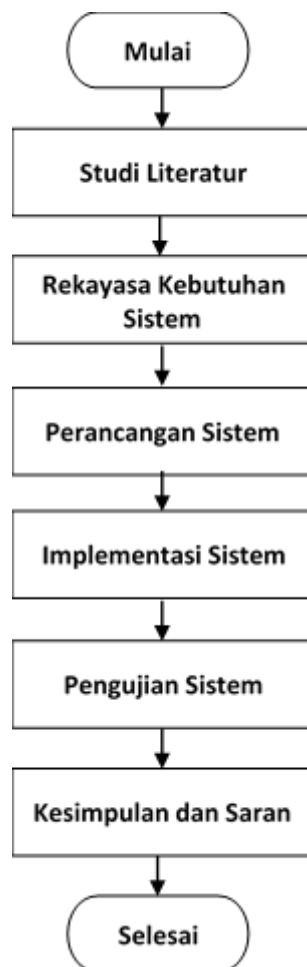 Mulai
Studi Literatur
Rekayasa Kebutuhan
Sistem
Perancangan Sistem
Implementasi Sistem
Pengujian Sistem
Kesimpulan dan Saran
Selesai